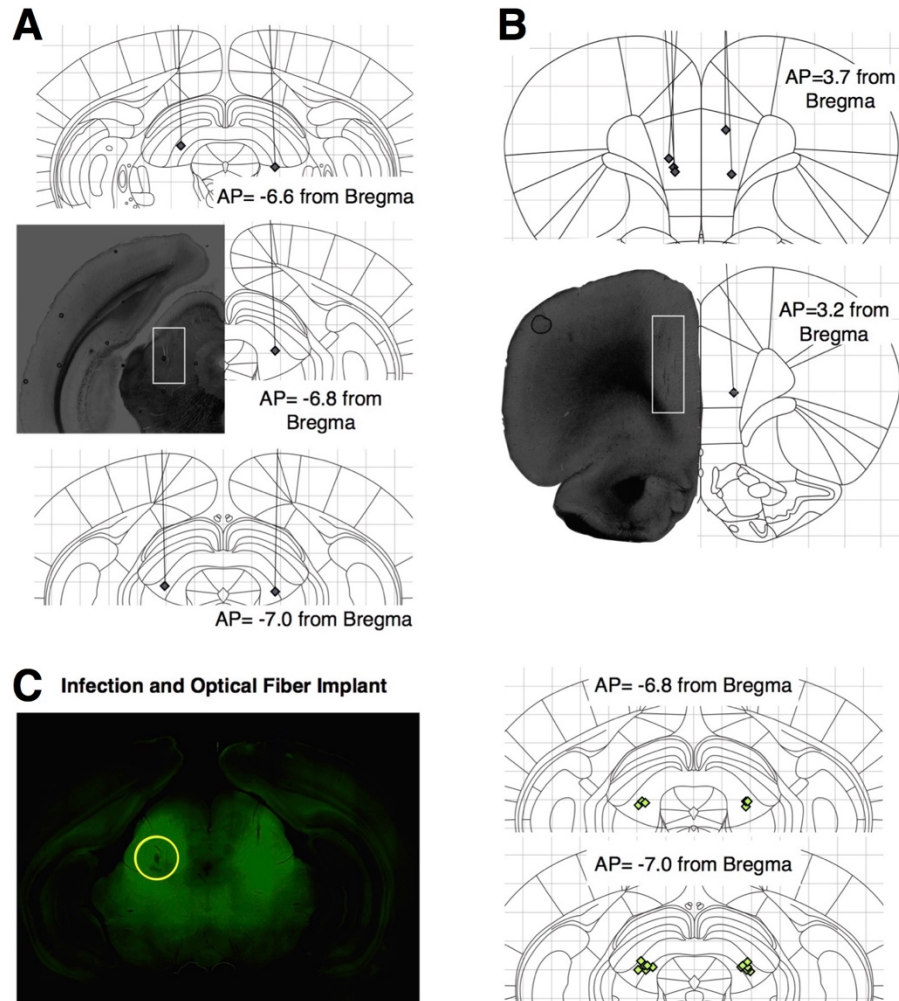 A
AP= -6.6 from Bregma
AP= -6.8 from
Bregma
AP= -7.0 from Bregma
B
AP=3.7 from
Bregma
AP=3.2 from
Bregma
C Infection and Optical Fiber Implant
AP= -6.8 from Bregma
AP= -7.0 from Bregma